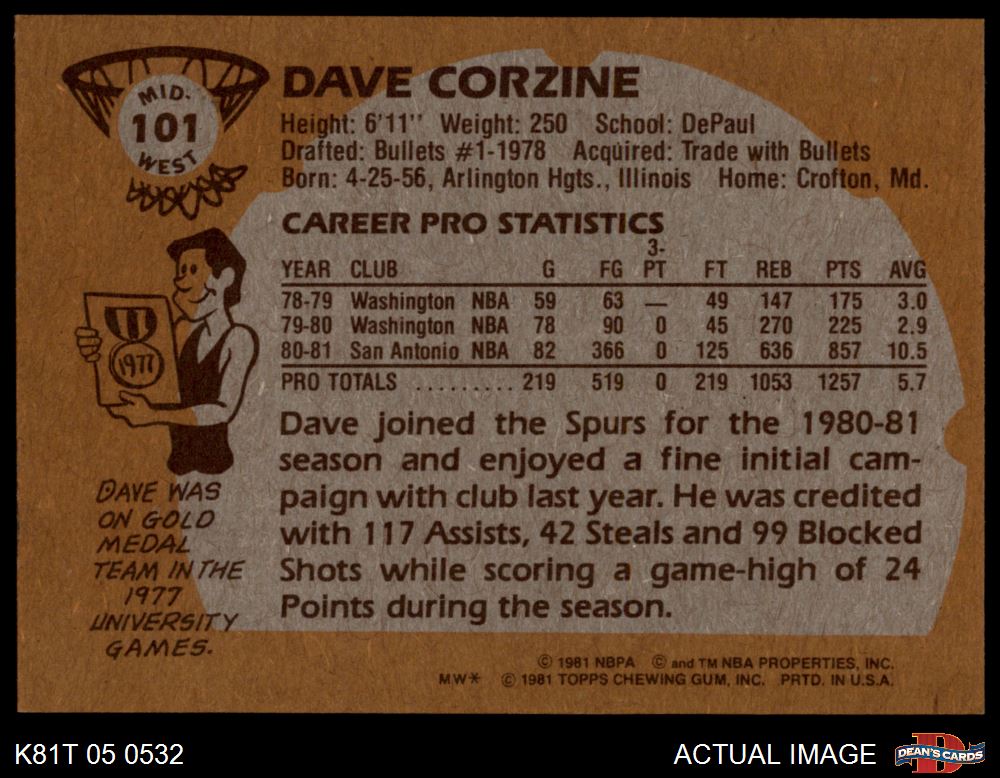 MID-
101
WEST
DAVE CORZINE
Height: 6'11" Weight: 250 School: DePaul
Drafted: Bullets #1-1978 Acquired: Trade with Bullets
Born: 4-25-56, Arlington Hgts., Illinois Home: Crofton, Md.
CAREER PRO STATISTICS
YEAR CLUB G FG 3-PT FT REB PTS AVG
78-79 Washington NBA 59 63 — 49 147 175 3.0
79-80 Washington NBA 78 90 0 45 270 225 2.9
80-81 San Antonio NBA 82 366 0 125 636 857 10.5
PRO TOTALS ......... 219 519 0 219 1053 1257 5.7
Dave joined the Spurs for the 1980-81
season and enjoyed a fine initial cam-
paign with club last year. He was credited
with 117 Assists, 42 Steals and 99 Blocked
Shots while scoring a game-high of 24
Points during the season.
1977
DAVE WAS
ON GOLD
MEDAL
TEAM IN THE
1977
UNIVERSITY
GAMES.
© 1981 NBPA © and TM NBA PROPERTIES, INC.
M.W* © 1981 TOPPS CHEWING GUM, INC. PRTD. IN U.S.A.
K81T 05 0532
ACTUAL IMAGE
D
DEAN'S CARDS